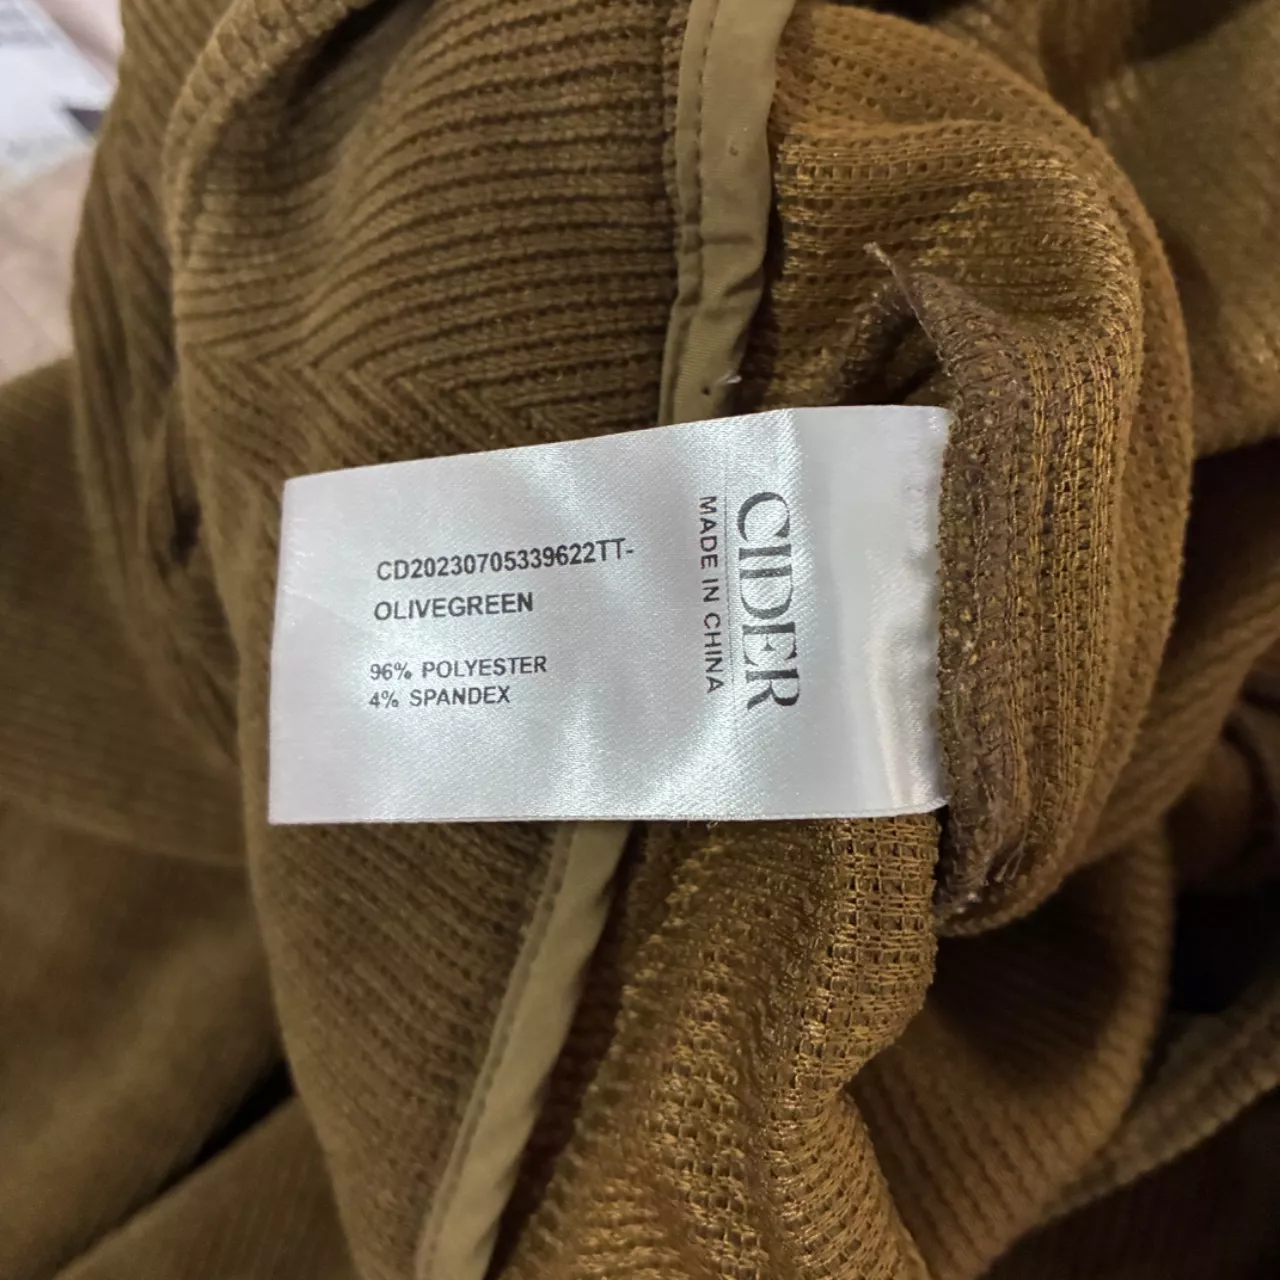 CD20230705339622TT-
OLIVEGREEN
96% POLYESTER
4% SPANDEX
CIDER
MADE IN CHINA